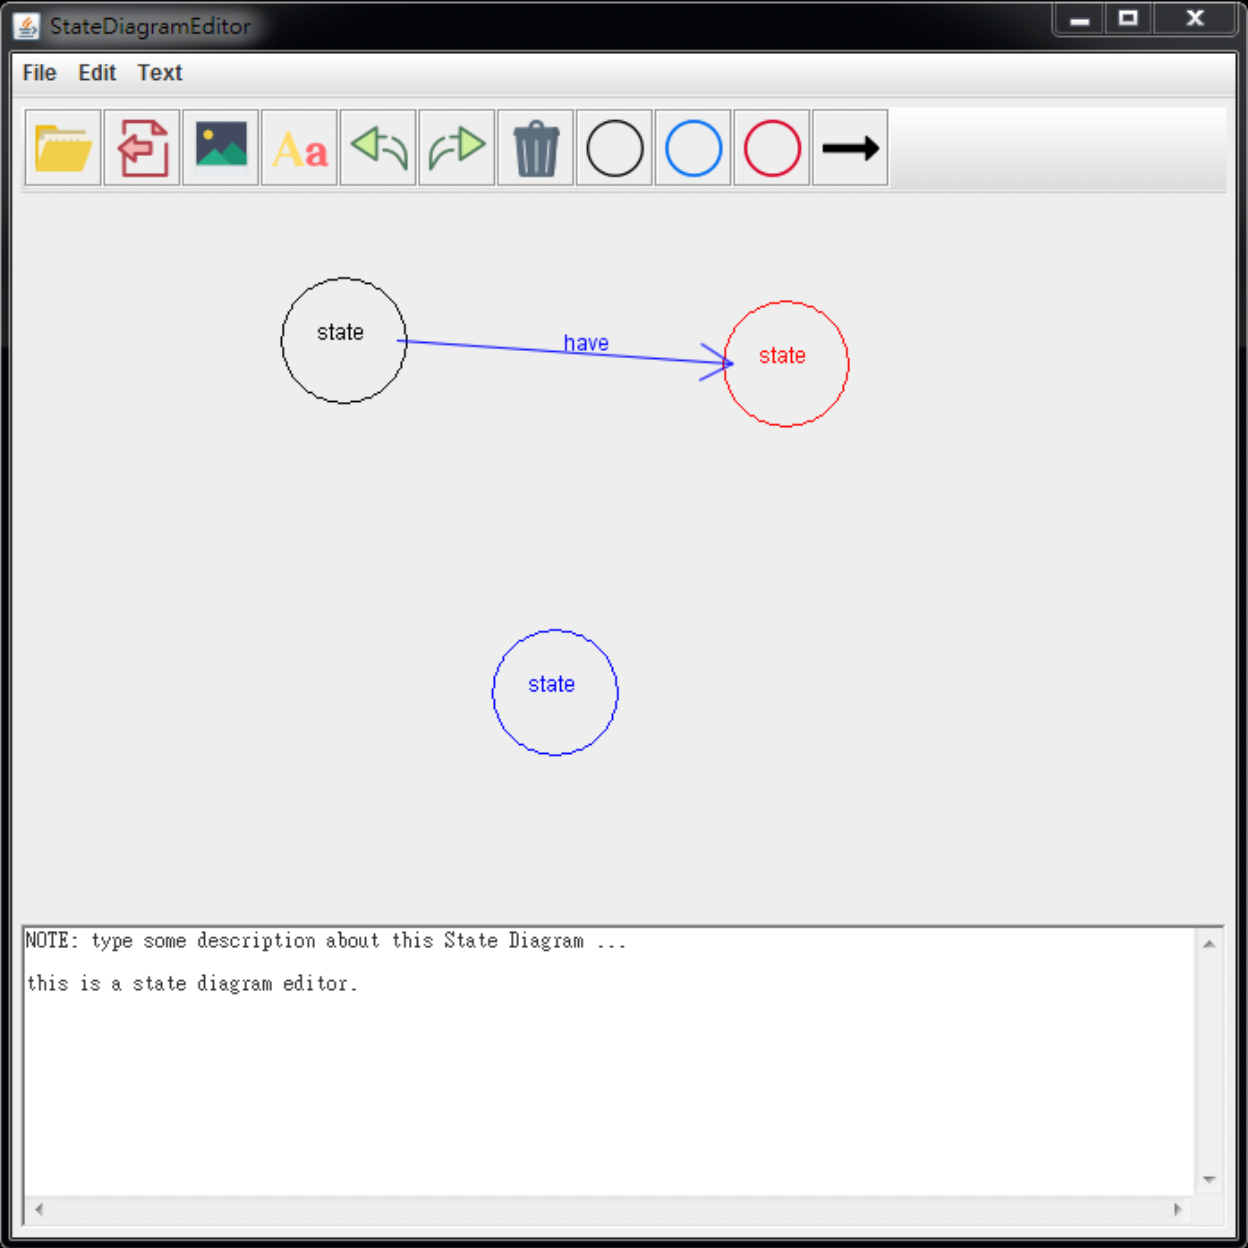 StateDiagramEditor
File Edit Text
Aa
state
have
state
state
NOTE: type some description about this State Diagram ...
this is a state diagram editor.